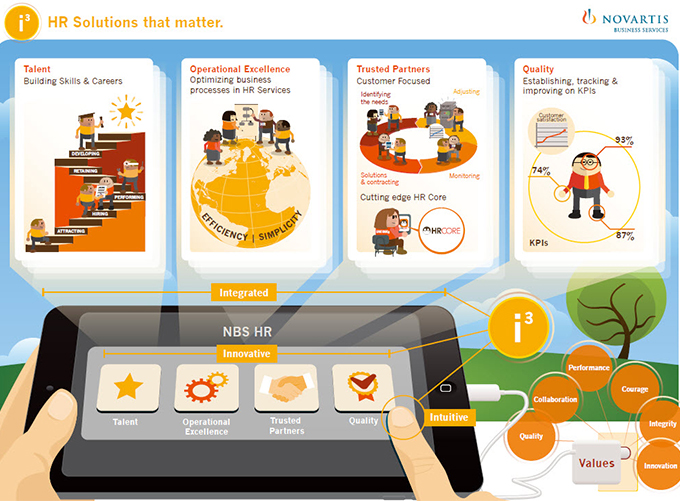 i³ HR Solutions that matter.
NOVARTIS
BUSINESS SERVICES
Talent
Building Skills & Careers
DEVELOPING
RETAINING
PERFORMING
HIRING
ATTRACTING
Operational Excellence
Optimizing business
processes in HR Services
EFFICIENCY | SIMPLICITY
Trusted Partners
Customer Focused
Identifying
the needs
Adjusting
Solutions
& contracting
Monitoring
Cutting edge HR Core
HRCORE
Quality
Establishing, tracking &
improving on KPIs
Customer
satisfaction
93%
74%
87%
KPIs
Integrated
i³
NBS HR
Innovative
Talent
Operational
Excellence
Trusted
Partners
Quality
Intuitive
Performance
Collaboration
Courage
Quality
Integrity
Values
Innovation